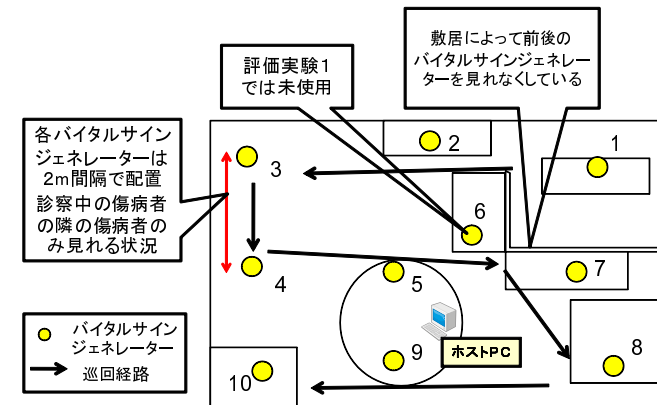 敷居によって前後の
バイタルサインジェネレー
ターを見れなくしている
評価実験1
では未使用
各バイタルサイン
ジェネレーターは
2m間隔で配置
診察中の傷病者
の隣の傷病者の
み見れる状況
1
2
3
6
4
5
7
8
9
10
ホストPC
バイタルサイン
ジェネレーター
巡回経路